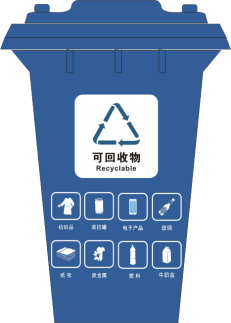 可回收物
Recyclable
纺织品 易拉罐 电子产品 玻璃
纸张 废金属 塑料 牛奶盒